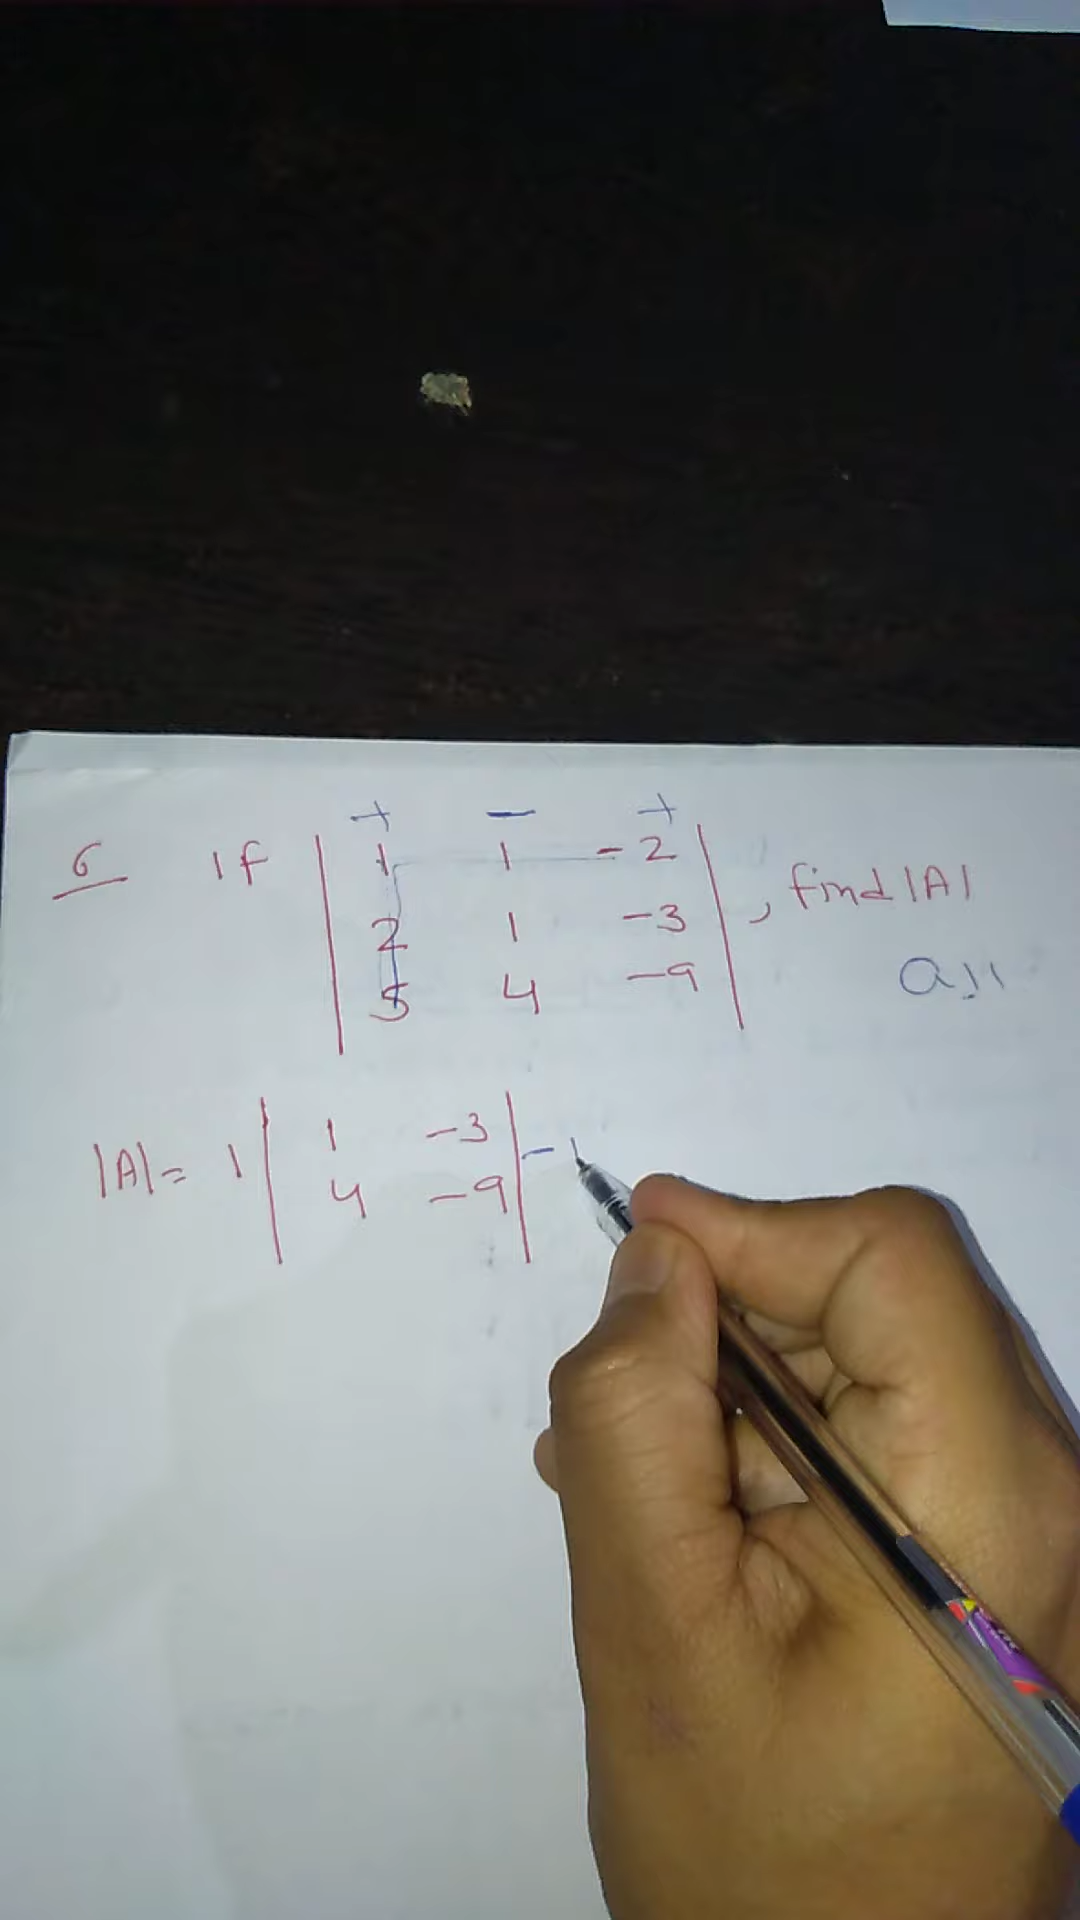 + - +
6 If | 1 1 -2 |
| 2 1 -3 | , find |A|
| 5 4 -9 | a11
|A| = 1 | 1 -3 | - 1
| 4 -9 |